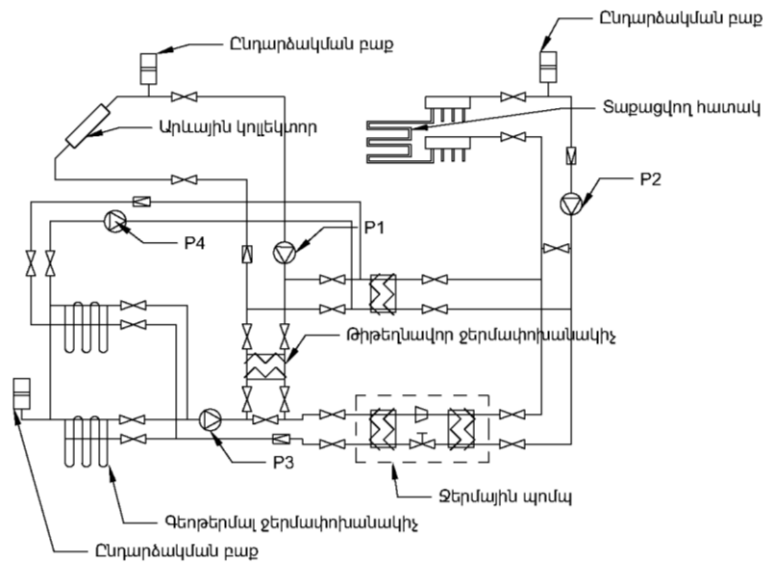 Ընդարձակման բաք
Ընդարձակման բաք
Արևային կոլլեկտոր
Տաքացվող հատակ
P2
P4
P1
Թիթեղնավոր ջերմափոխանակիչ
P3
Ջերմային պոմպ
Գեոթերմալ ջերմափոխանակիչ
Ընդարձակման բաք